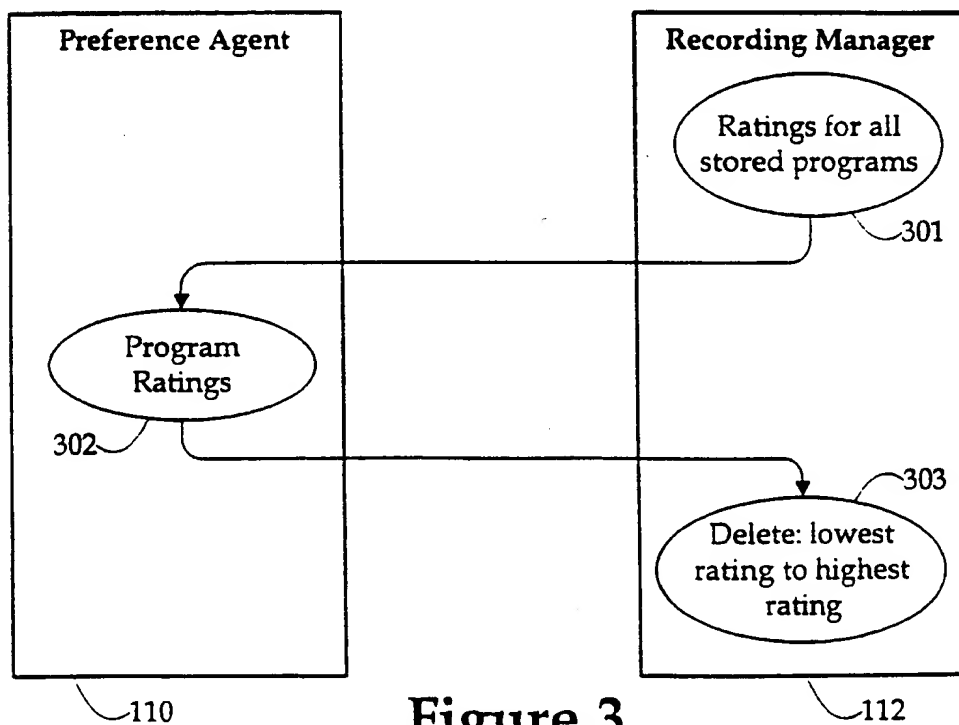 Preference Agent
Recording Manager
Ratings for all
stored programs
301
Program
Ratings
302
303
Delete: lowest
rating to highest
rating
110
112
Figure 3